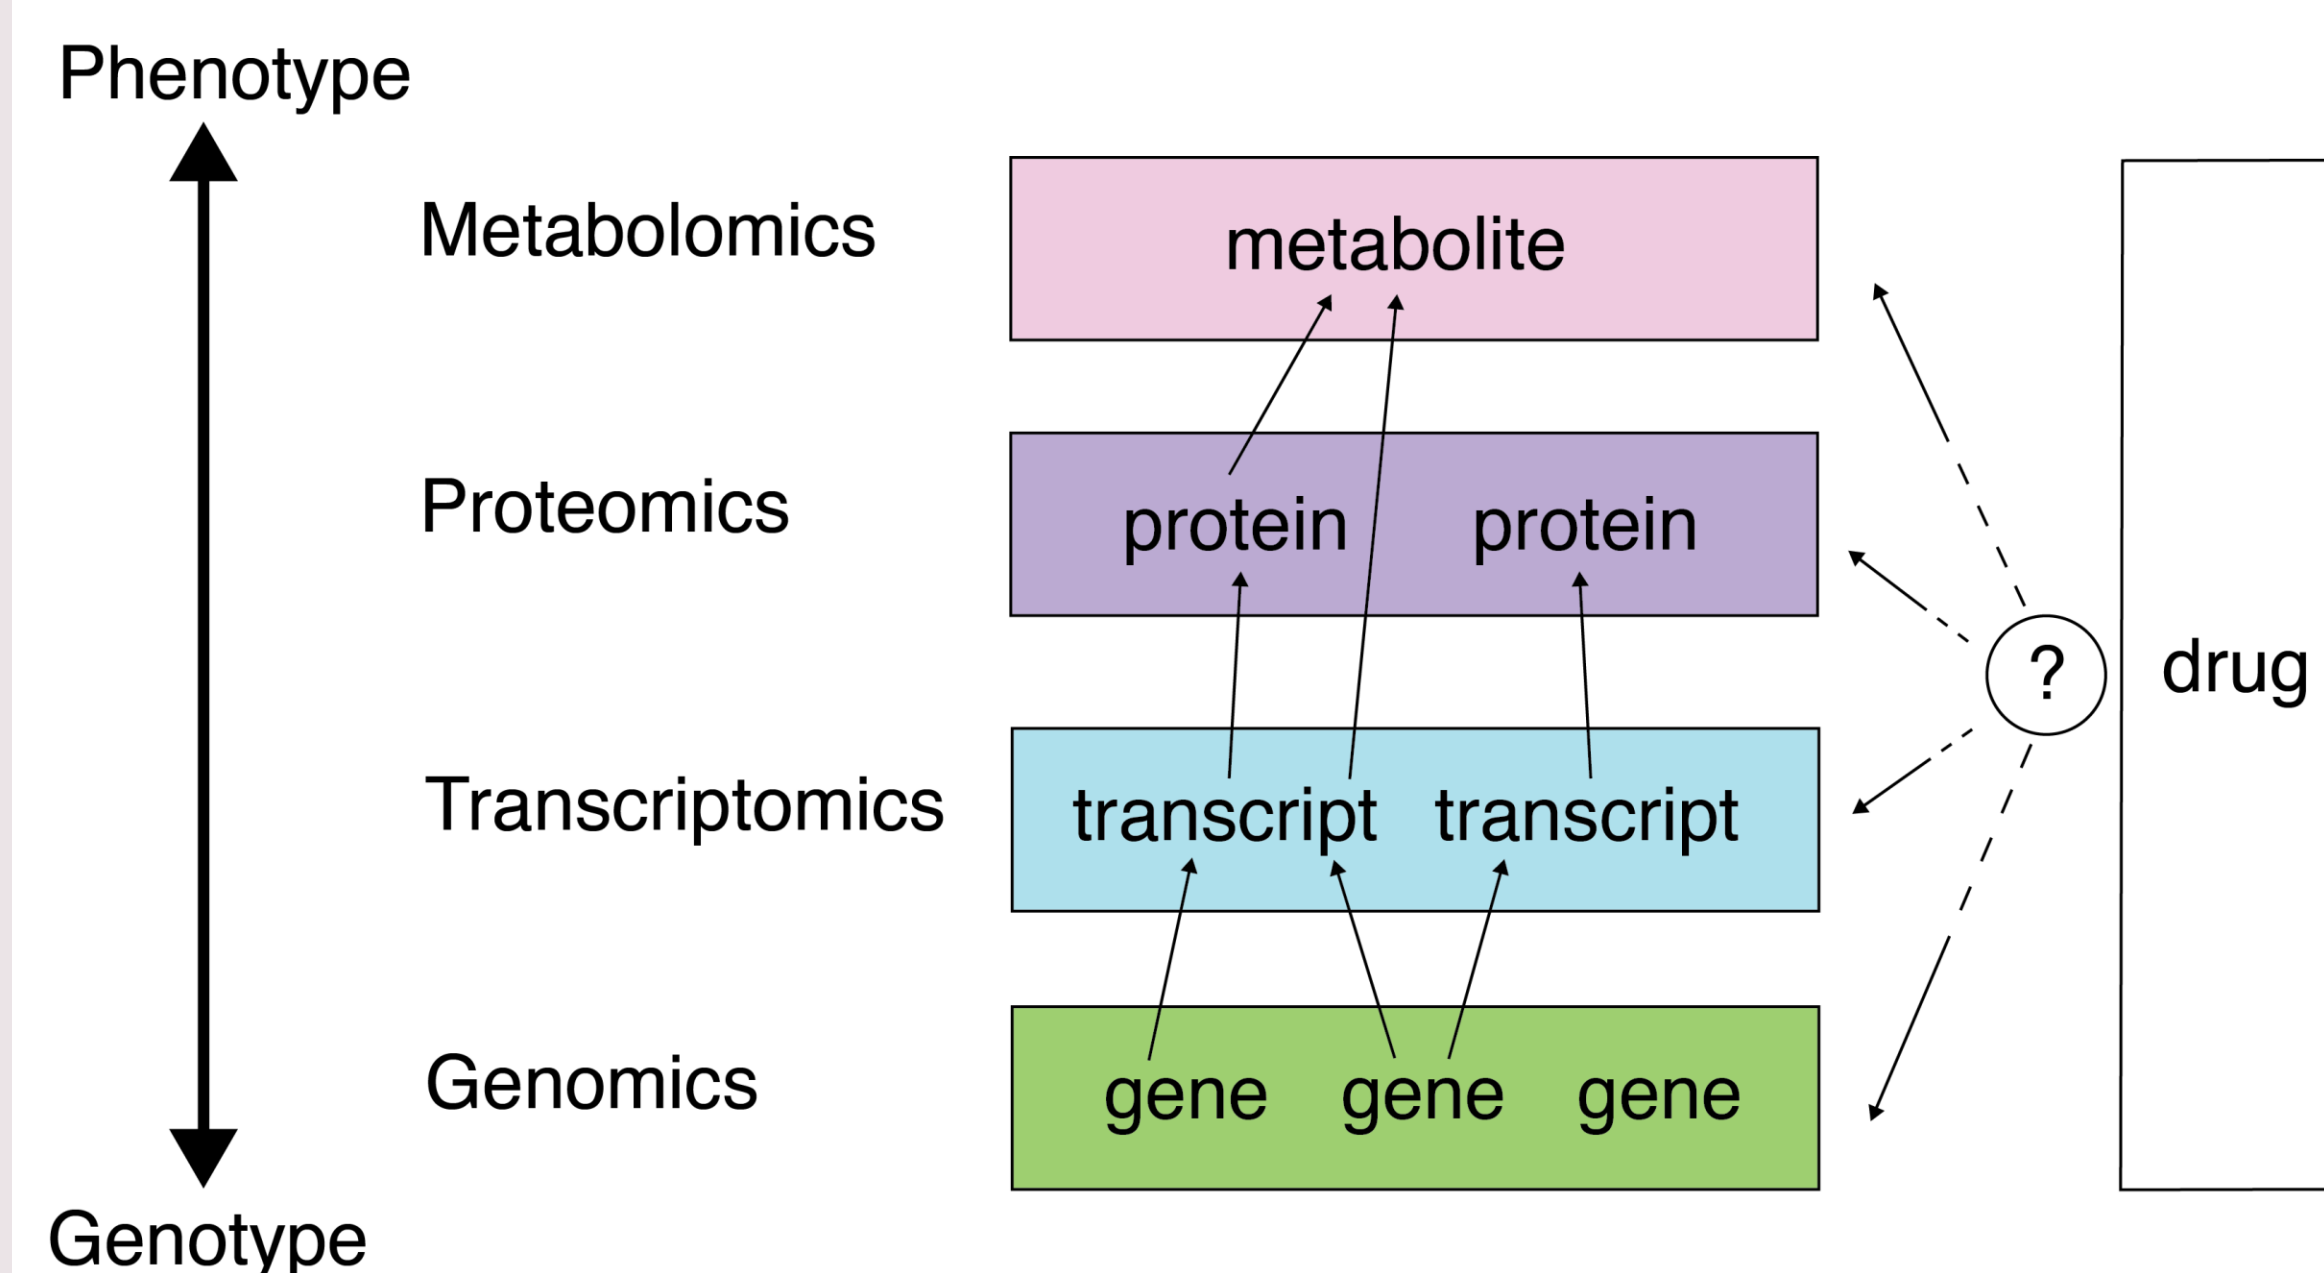 Phenotype
Metabolomics
metabolite
Proteomics
protein protein
?
drug
Transcriptomics
transcript transcript
Genomics
gene gene gene
Genotype